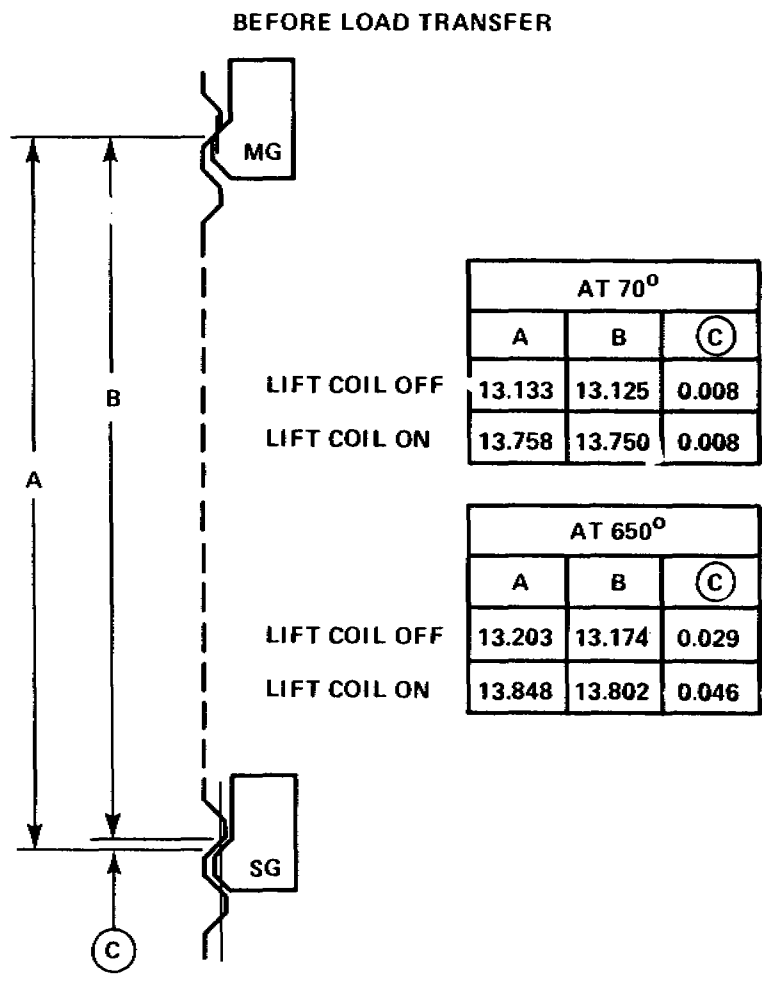 BEFORE LOAD TRANSFER
MG
AT 70⁰
A B C
B
LIFT COIL OFF 13.133 13.125 0.008
LIFT COIL ON 13.758 13.750 0.008
A
AT 650⁰
A B C
LIFT COIL OFF 13.203 13.174 0.029
LIFT COIL ON 13.848 13.802 0.046
SG
C